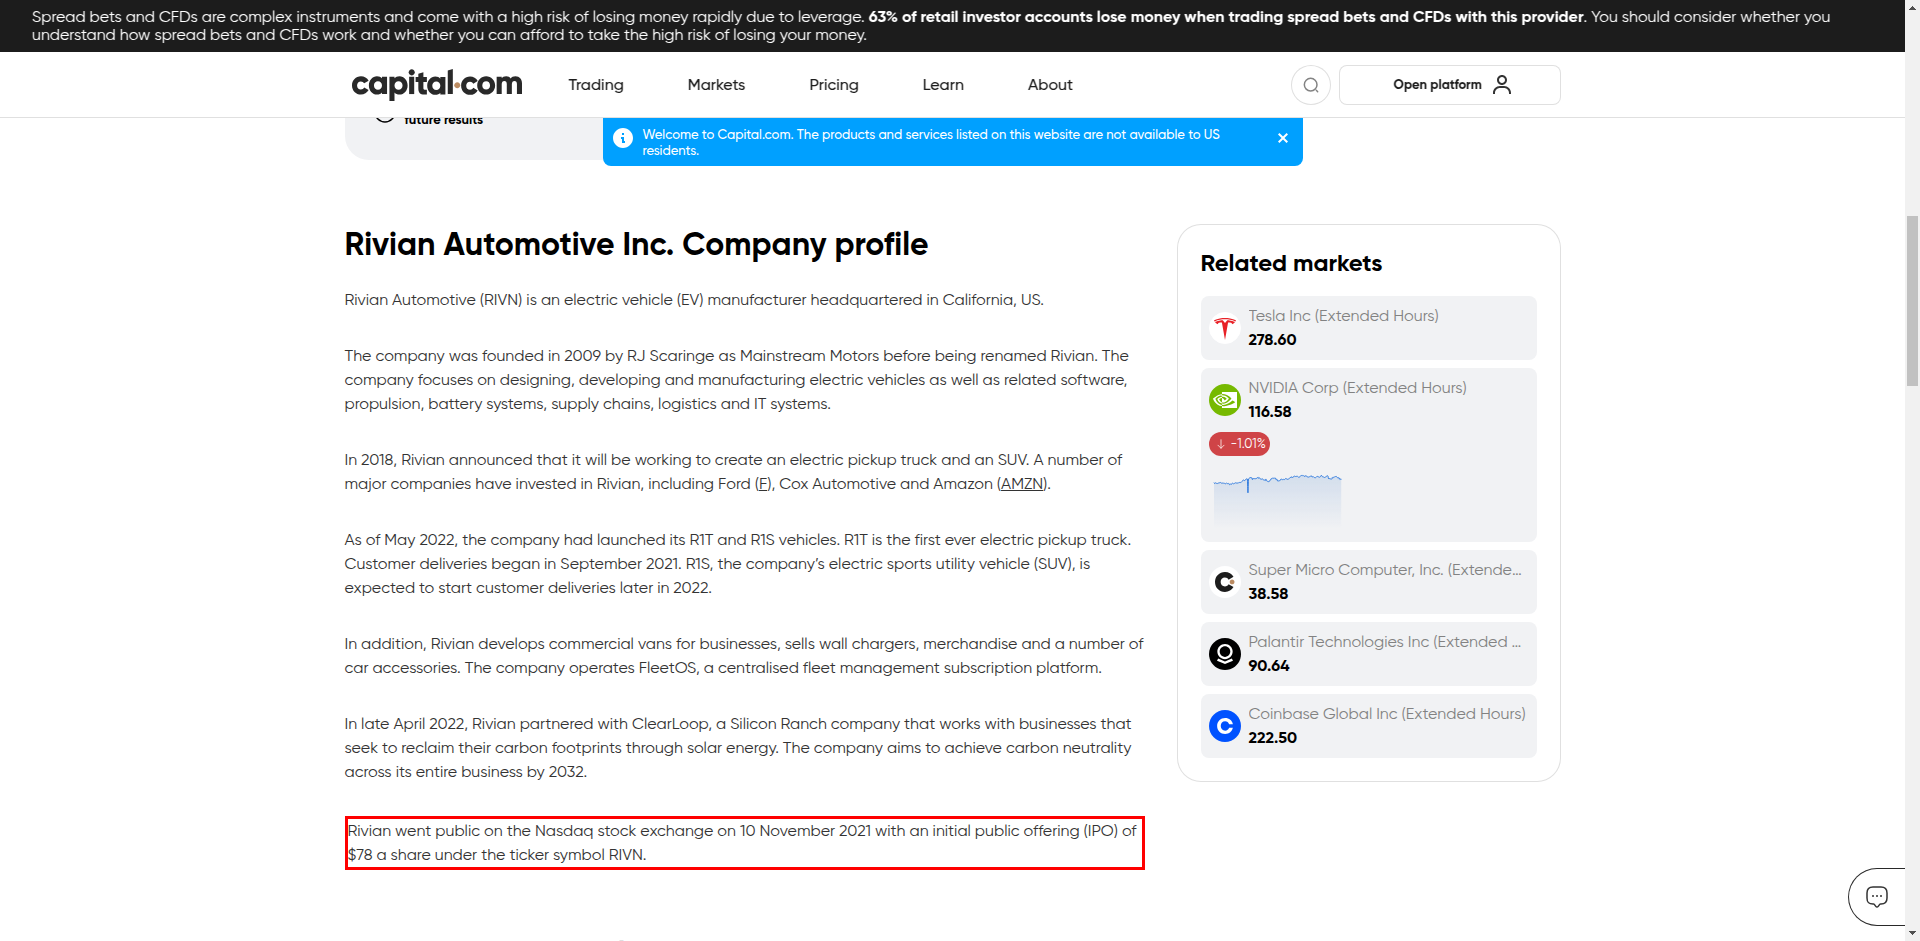 Spread bets and CFDs are complex instruments and come with a high risk of losing money rapidly due to leverage. 63% of retail investor accounts lose money when trading spread bets and CFDs with this provider. You should consider whether you
understand how spread bets and CFDs work and whether you can afford to take the high risk of losing your money.
capital.com
Trading
Markets
Pricing
Learn
About
Open platform
future results
Welcome to Capital.com. The products and services listed on this website are not available to US
residents.
Rivian Automotive Inc. Company profile
Rivian Automotive (RIVN) is an electric vehicle (EV) manufacturer headquartered in California, US.
The company was founded in 2009 by RJ Scaringe as Mainstream Motors before being renamed Rivian. The
company focuses on designing, developing and manufacturing electric vehicles as well as related software,
propulsion, battery systems, supply chains, logistics and IT systems.
In 2018, Rivian announced that it will be working to create an electric pickup truck and an SUV. A number of
major companies have invested in Rivian, including Ford (F), Cox Automotive and Amazon (AMZN).
As of May 2022, the company had launched its R1T and R1S vehicles. R1T is the first ever electric pickup truck.
Customer deliveries began in September 2021. R1S, the company’s electric sports utility vehicle (SUV), is
expected to start customer deliveries later in 2022.
In addition, Rivian develops commercial vans for businesses, sells wall chargers, merchandise and a number of
car accessories. The company operates FleetOS, a centralised fleet management subscription platform.
In late April 2022, Rivian partnered with ClearLoop, a Silicon Ranch company that works with businesses that
seek to reclaim their carbon footprints through solar energy. The company aims to achieve carbon neutrality
across its entire business by 2032.
Rivian went public on the Nasdaq stock exchange on 10 November 2021 with an initial public offering (IPO) of
$78 a share under the ticker symbol RIVN.
Related markets
Tesla Inc (Extended Hours)
278.60
NVIDIA Corp (Extended Hours)
116.58
↓ -1.01%
Super Micro Computer, Inc. (Extende...
38.58
Palantir Technologies Inc (Extended ...
90.64
Coinbase Global Inc (Extended Hours)
222.50